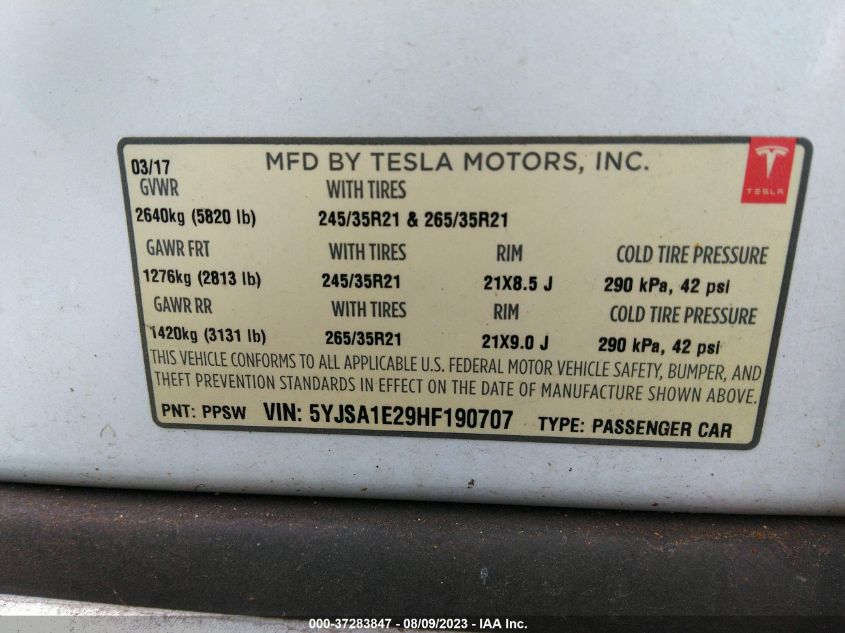 03/17 MFD BY TESLA MOTORS, INC.
TESLA
GVWR WITH TIRES
2640kg (5820 lb) 245/35R21 & 265/35R21
GAWR FRT WITH TIRES RIM COLD TIRE PRESSURE
1276kg (2813 lb) 245/35R21 21X8.5 J 290 kPa, 42 psi
GAWR RR WITH TIRES RIM COLD TIRE PRESSURE
1420kg (3131 lb) 265/35R21 21X9.0 J 290 kPa, 42 psi
THIS VEHICLE CONFORMS TO ALL APPLICABLE U.S. FEDERAL MOTOR VEHICLE SAFETY, BUMPER, AND
THEFT PREVENTION STANDARDS IN EFFECT ON THE DATE OF MANUFACTURE SHOWN ABOVE.
PNT: PPSW VIN: 5YJSA1E29HF190707 TYPE: PASSENGER CAR
000-37283847 - 08/09/2023 - IAA Inc.